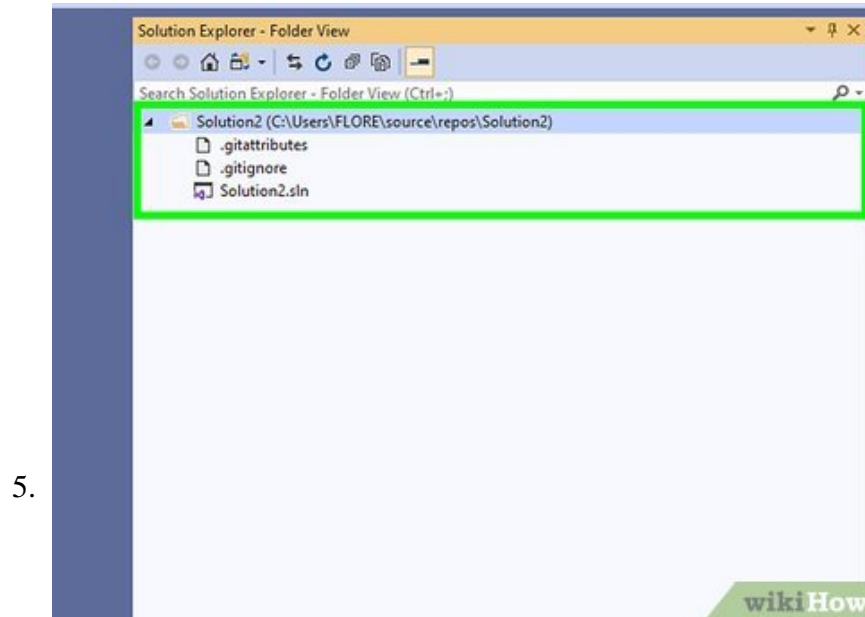 Solution Explorer - Folder View
Search Solution Explorer - Folder View (Ctrl+;)
Solution2 (C:\Users\FLORE\source\repos\Solution2)
.gitattributes
.gitignore
Solution2.sln
5.
wikiHow